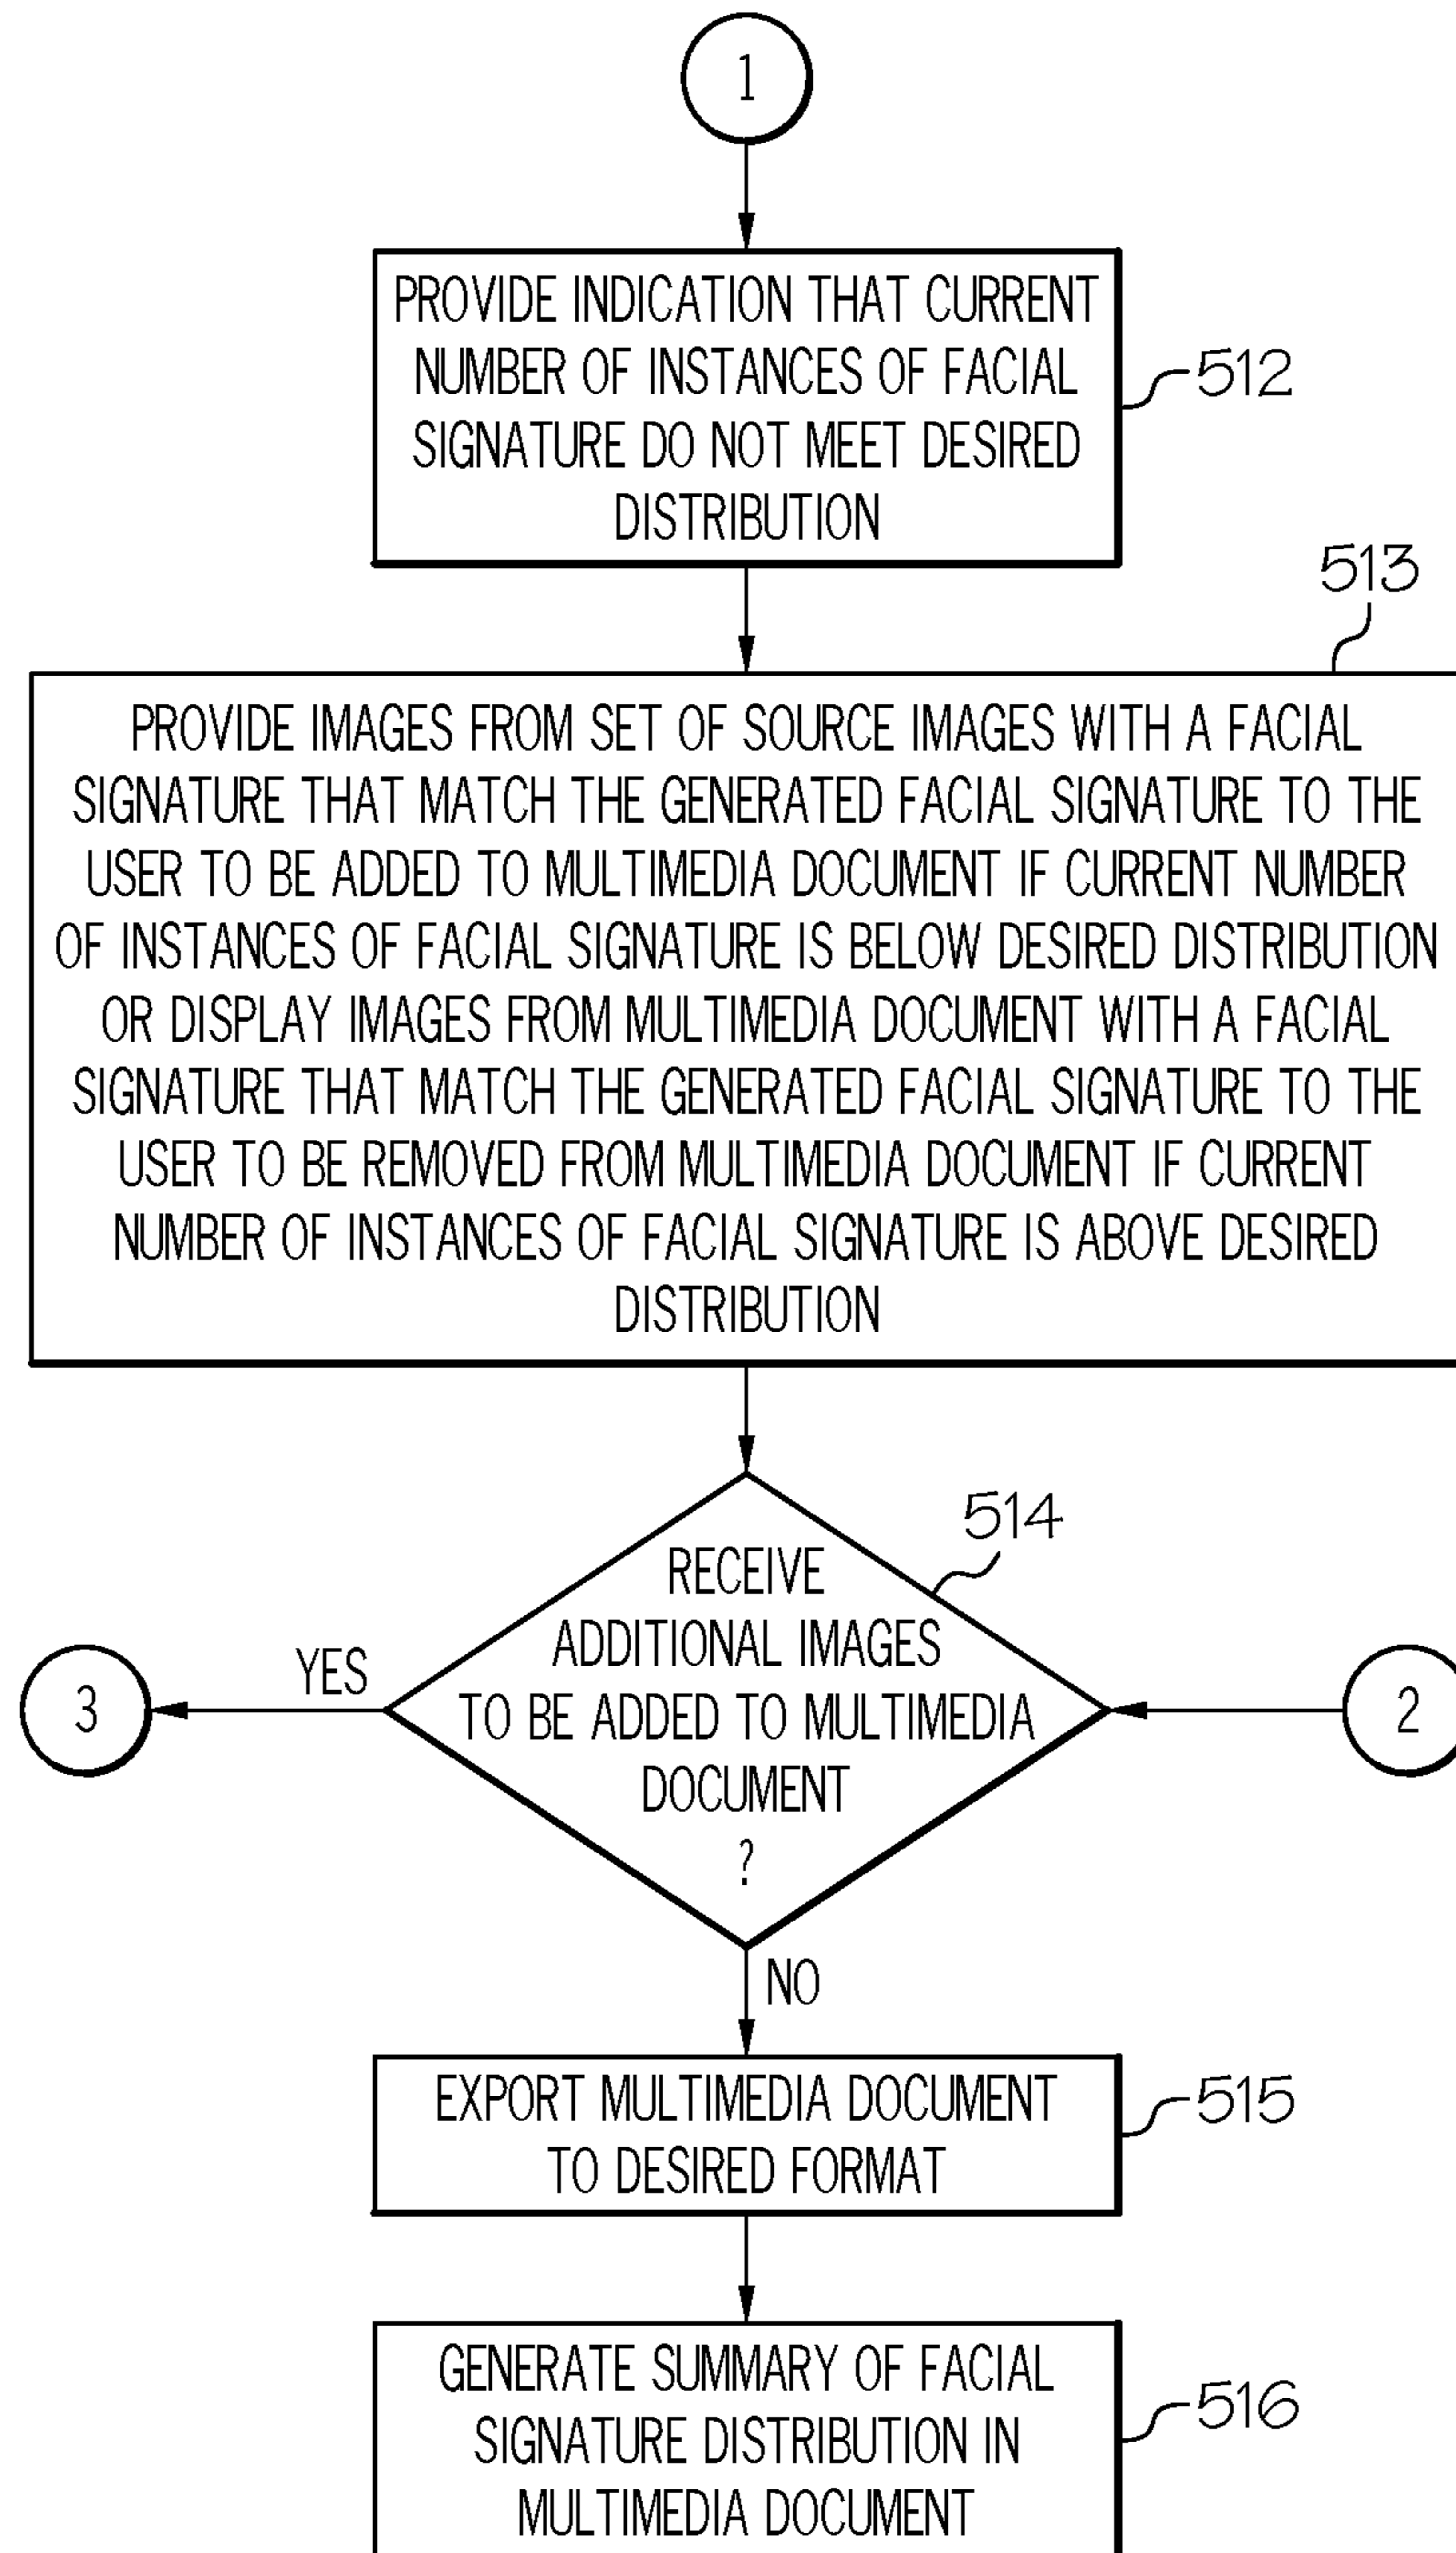 1
PROVIDE INDICATION THAT CURRENT
NUMBER OF INSTANCES OF FACIAL
SIGNATURE DO NOT MEET DESIRED
DISTRIBUTION
512
513
PROVIDE IMAGES FROM SET OF SOURCE IMAGES WITH A FACIAL
SIGNATURE THAT MATCH THE GENERATED FACIAL SIGNATURE TO THE
USER TO BE ADDED TO MULTIMEDIA DOCUMENT IF CURRENT NUMBER
OF INSTANCES OF FACIAL SIGNATURE IS BELOW DESIRED DISTRIBUTION
OR DISPLAY IMAGES FROM MULTIMEDIA DOCUMENT WITH A FACIAL
SIGNATURE THAT MATCH THE GENERATED FACIAL SIGNATURE TO THE
USER TO BE REMOVED FROM MULTIMEDIA DOCUMENT IF CURRENT
NUMBER OF INSTANCES OF FACIAL SIGNATURE IS ABOVE DESIRED
DISTRIBUTION
514
RECEIVE
ADDITIONAL IMAGES
TO BE ADDED TO MULTIMEDIA
DOCUMENT
?
YES
3
2
NO
EXPORT MULTIMEDIA DOCUMENT
TO DESIRED FORMAT
515
GENERATE SUMMARY OF FACIAL
SIGNATURE DISTRIBUTION IN
MULTIMEDIA DOCUMENT
516